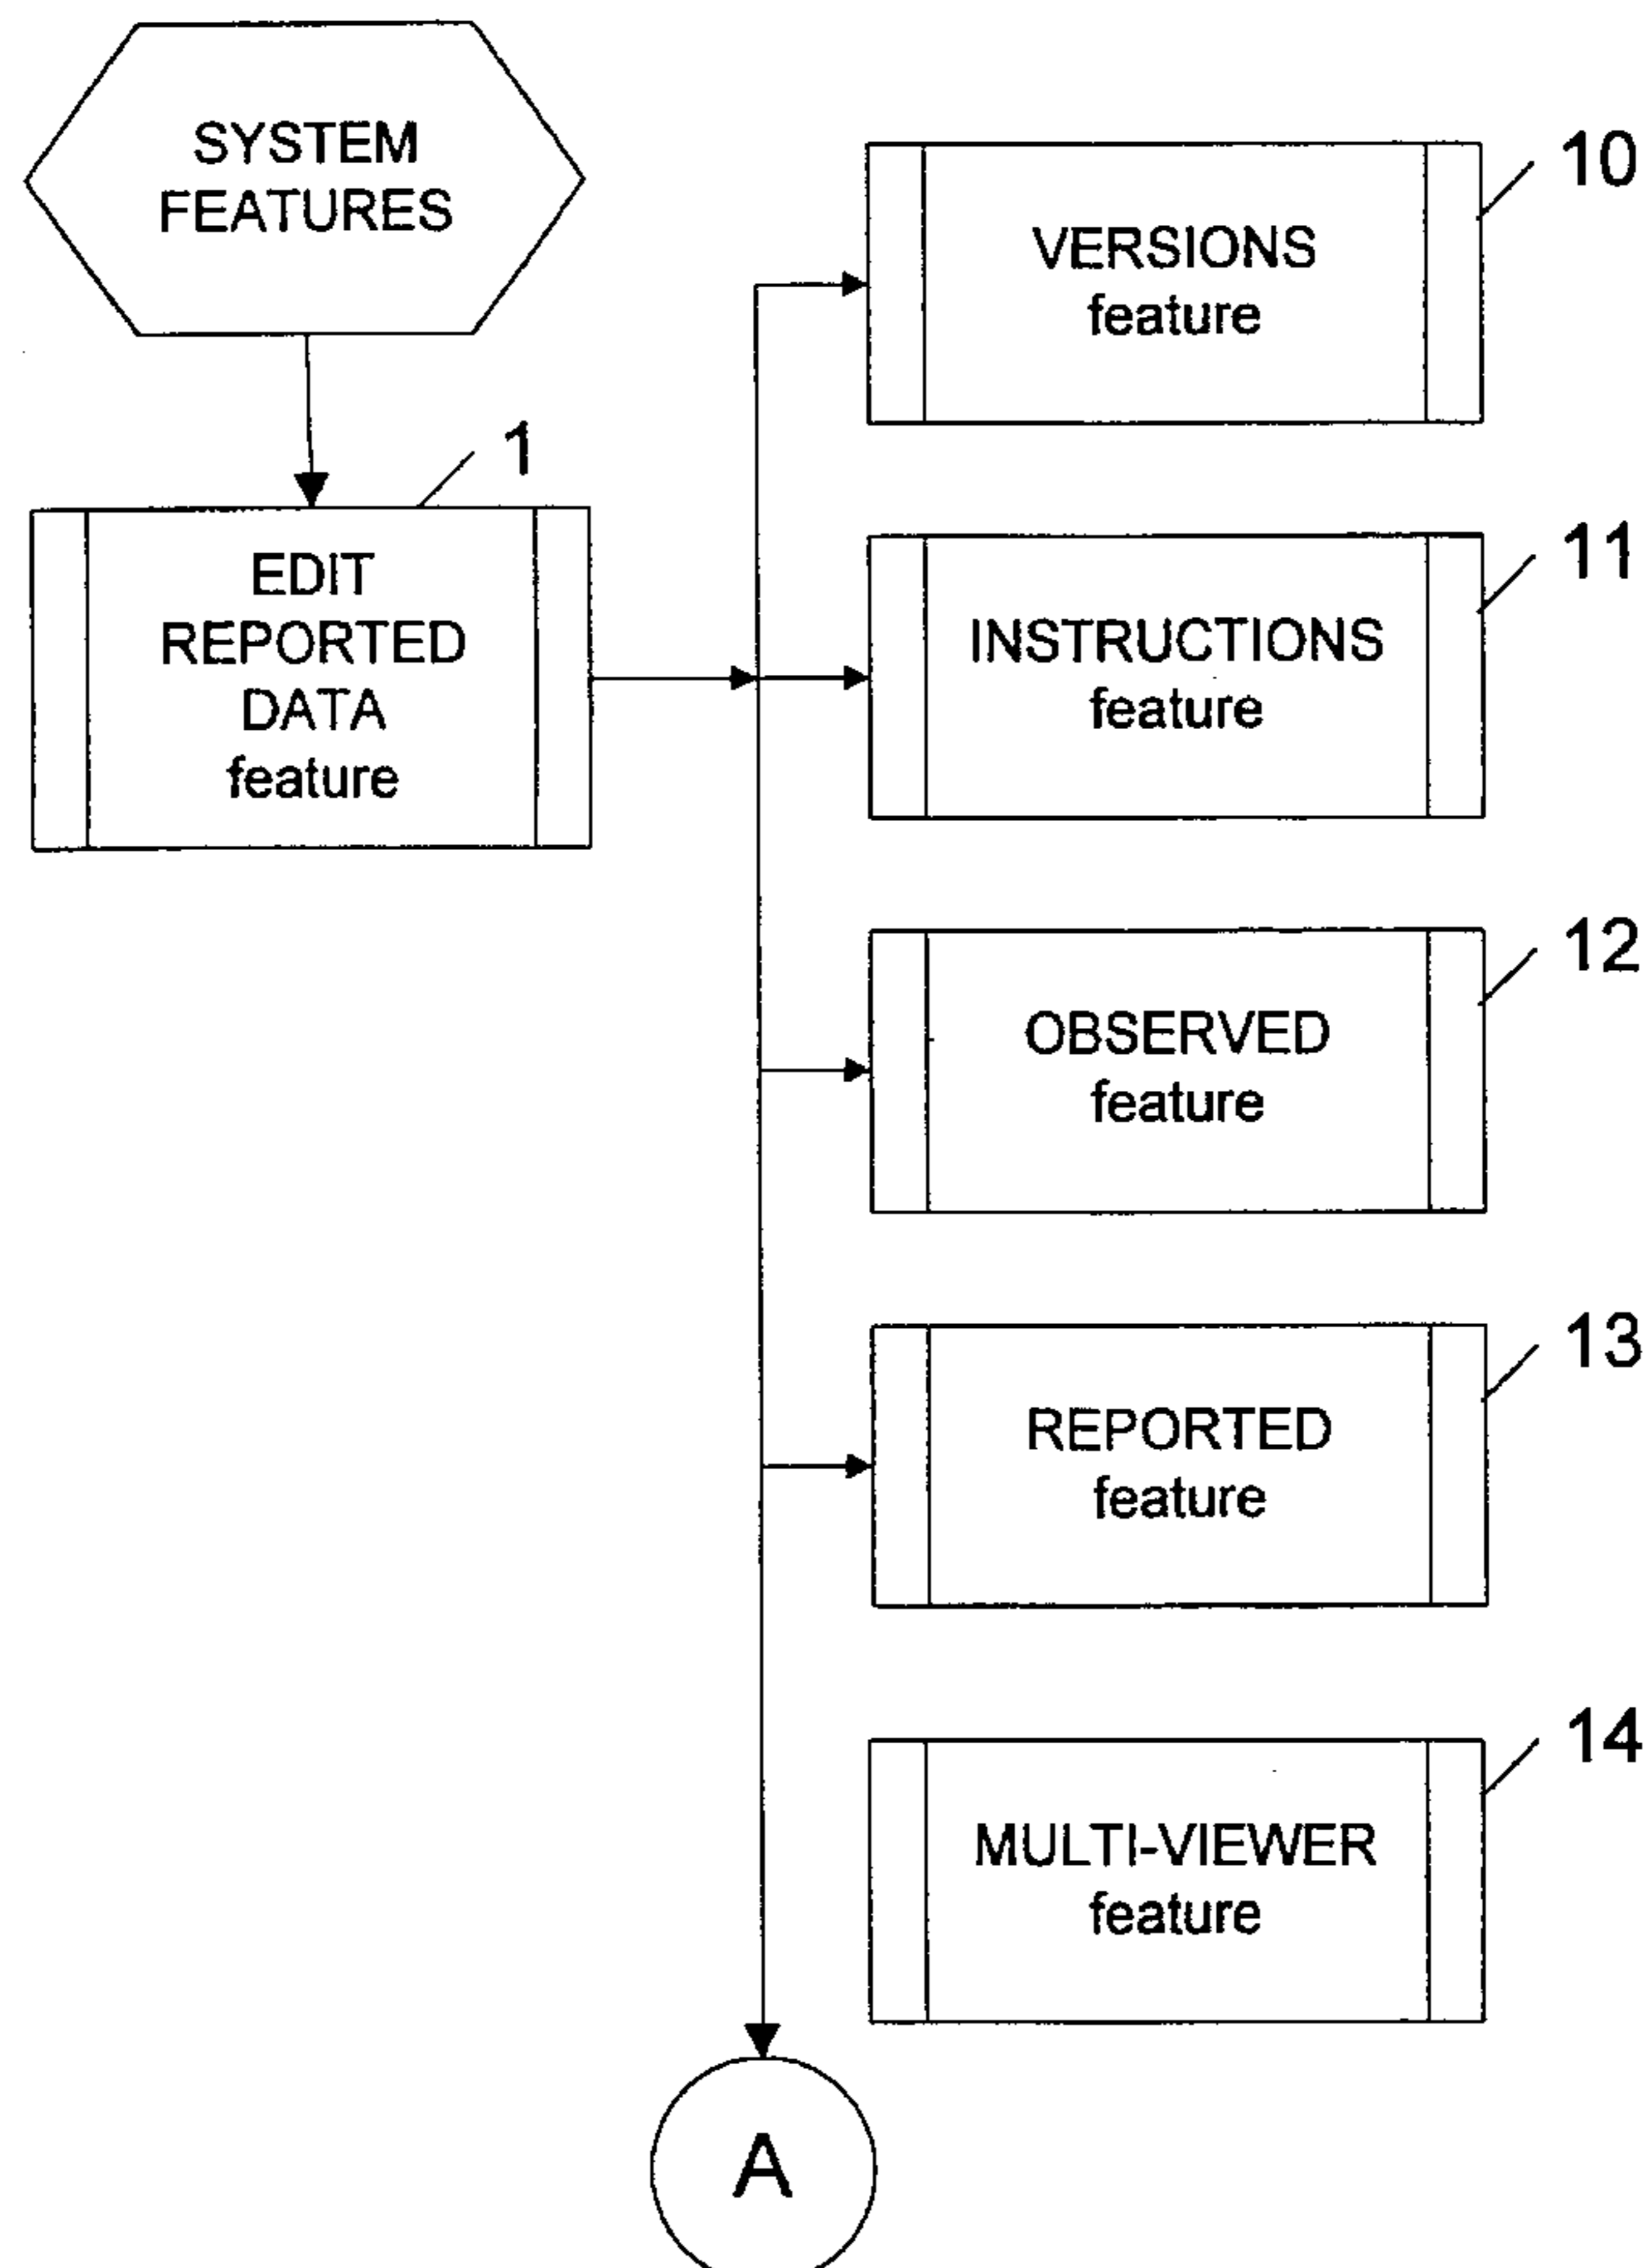 SYSTEM
FEATURES
1
EDIT
REPORTED
DATA
feature
10
VERSIONS
feature
11
INSTRUCTIONS
feature
12
OBSERVED
feature
13
REPORTED
feature
14
MULTI-VIEWER
feature
A